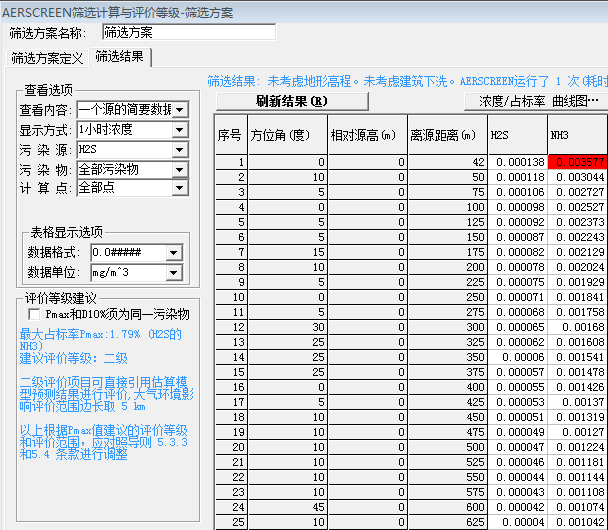 AERSCREEN筛选计算与评价等级-筛选方案
筛选方案名称: 筛选方案
筛选方案定义 筛选结果
查看选项
查看内容: 一个源的简要数据
显示方式: 1小时浓度
污 染 源: H2S
污 染 物: 全部污染物
计 算 点: 全部点
表格显示选项
数据格式: 0.0#####
数据单位: mg/m^3
评价等级建议
Pmax和D10%须为同一污染物
最大占标率Pmax:1.79% (H2S的
NH3)
建议评价等级: 二级
二级评价项目可直接引用估算模
型预测结果进行评价,大气环境影
响评价范围边长取 5 km
以上根据Pmax值建议的评价等级
和评价范围，应对照导则 5.3.3
和5.4 条款进行调整
筛选结果: 未考虑地形高程。未考虑建筑下洗。AERSCREEN运行了 1 次(耗时
刷新结果(R) 浓度/占标率 曲线图…
序号 方位角(度) 相对源高(m) 离源距离(m) H2S NH3
1 0 0 42 0.000138 0.003577
2 10 0 50 0.000118 0.003044
3 5 0 75 0.000106 0.002727
4 0 0 100 0.000098 0.002527
5 5 0 125 0.000092 0.002373
6 5 0 150 0.000087 0.002243
7 15 0 175 0.000082 0.002129
8 10 0 200 0.000078 0.002024
9 5 0 225 0.000075 0.001929
10 0 0 250 0.000071 0.001841
11 5 0 275 0.000068 0.001758
12 30 0 300 0.000065 0.00168
13 25 0 325 0.000062 0.001608
14 25 0 350 0.00006 0.001541
15 25 0 375 0.000057 0.001478
16 0 0 400 0.000055 0.001426
17 5 0 425 0.000053 0.00137
18 10 0 450 0.000051 0.001319
19 10 0 475 0.000049 0.00127
20 10 0 500 0.000047 0.001224
21 10 0 525 0.000046 0.001181
22 10 0 550 0.000044 0.001144
23 10 0 575 0.000043 0.001108
24 45 0 600 0.000042 0.001074
25 10 0 625 0.00004 0.001042